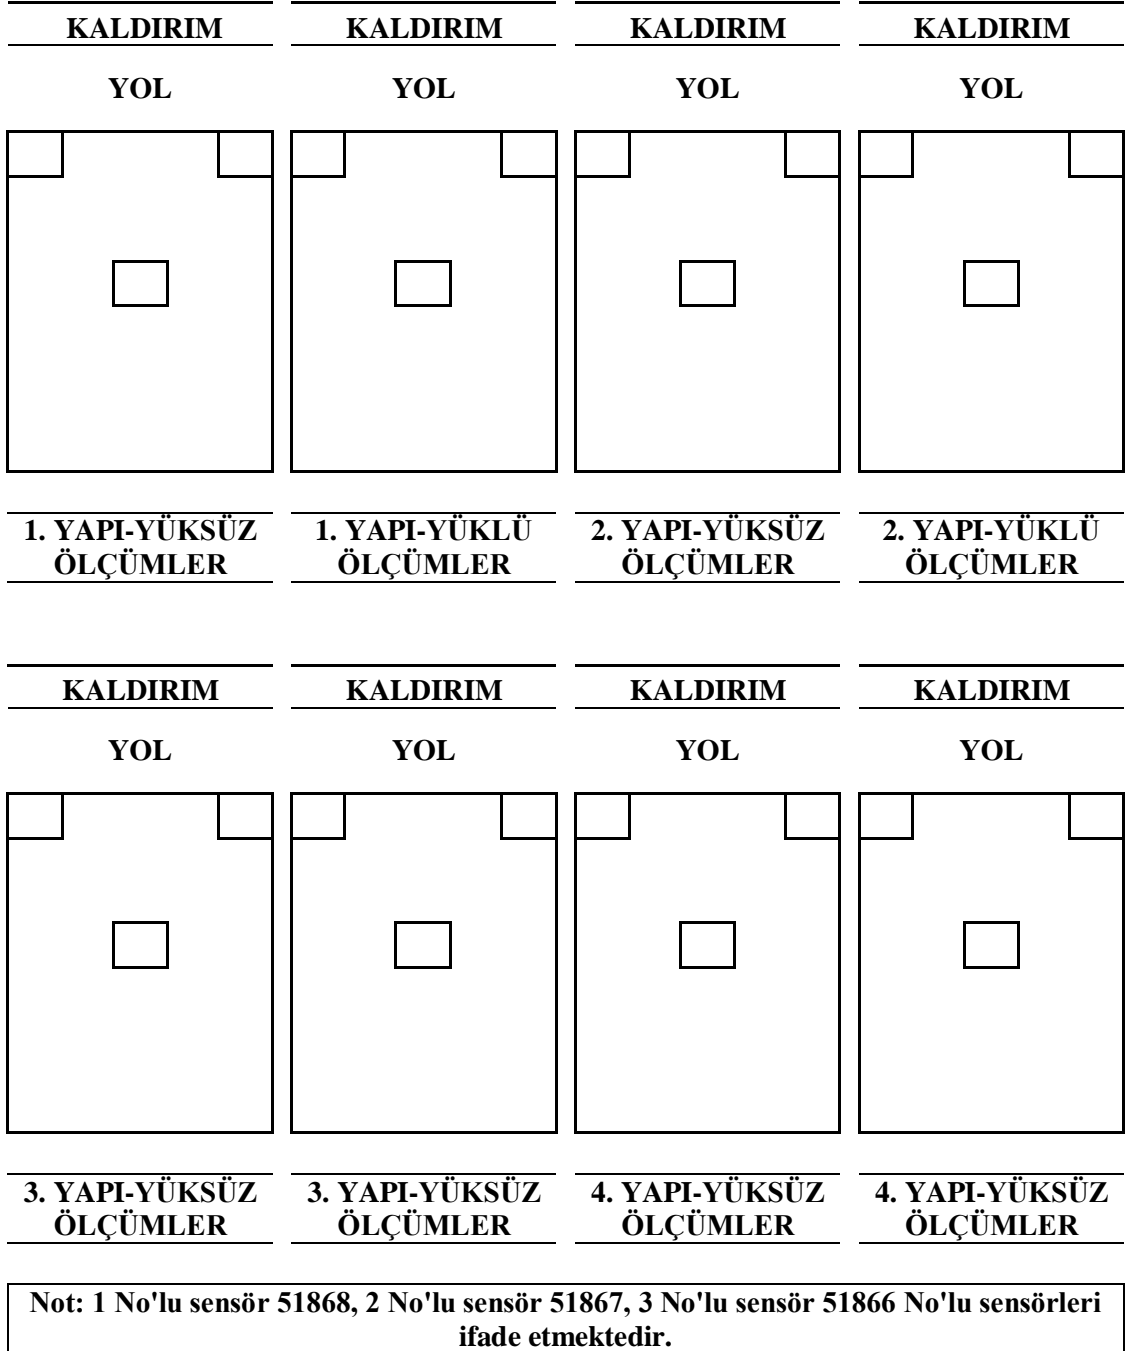 KALDIRIM KALDIRIM KALDIRIM KALDIRIM
YOL YOL YOL YOL
1. YAPI-YÜKSÜZ 1. YAPI-YÜKLÜ 2. YAPI-YÜKSÜZ 2. YAPI-YÜKLÜ
ÖLÇÜMLER ÖLÇÜMLER ÖLÇÜMLER ÖLÇÜMLER
KALDIRIM KALDIRIM KALDIRIM KALDIRIM
YOL YOL YOL YOL
3. YAPI-YÜKSÜZ 3. YAPI-YÜKSÜZ 4. YAPI-YÜKSÜZ 4. YAPI-YÜKSÜZ
ÖLÇÜMLER ÖLÇÜMLER ÖLÇÜMLER ÖLÇÜMLER
Not: 1 No'lu sensör 51868, 2 No'lu sensör 51867, 3 No'lu sensör 51866 No'lu sensörleri
ifade etmektedir.